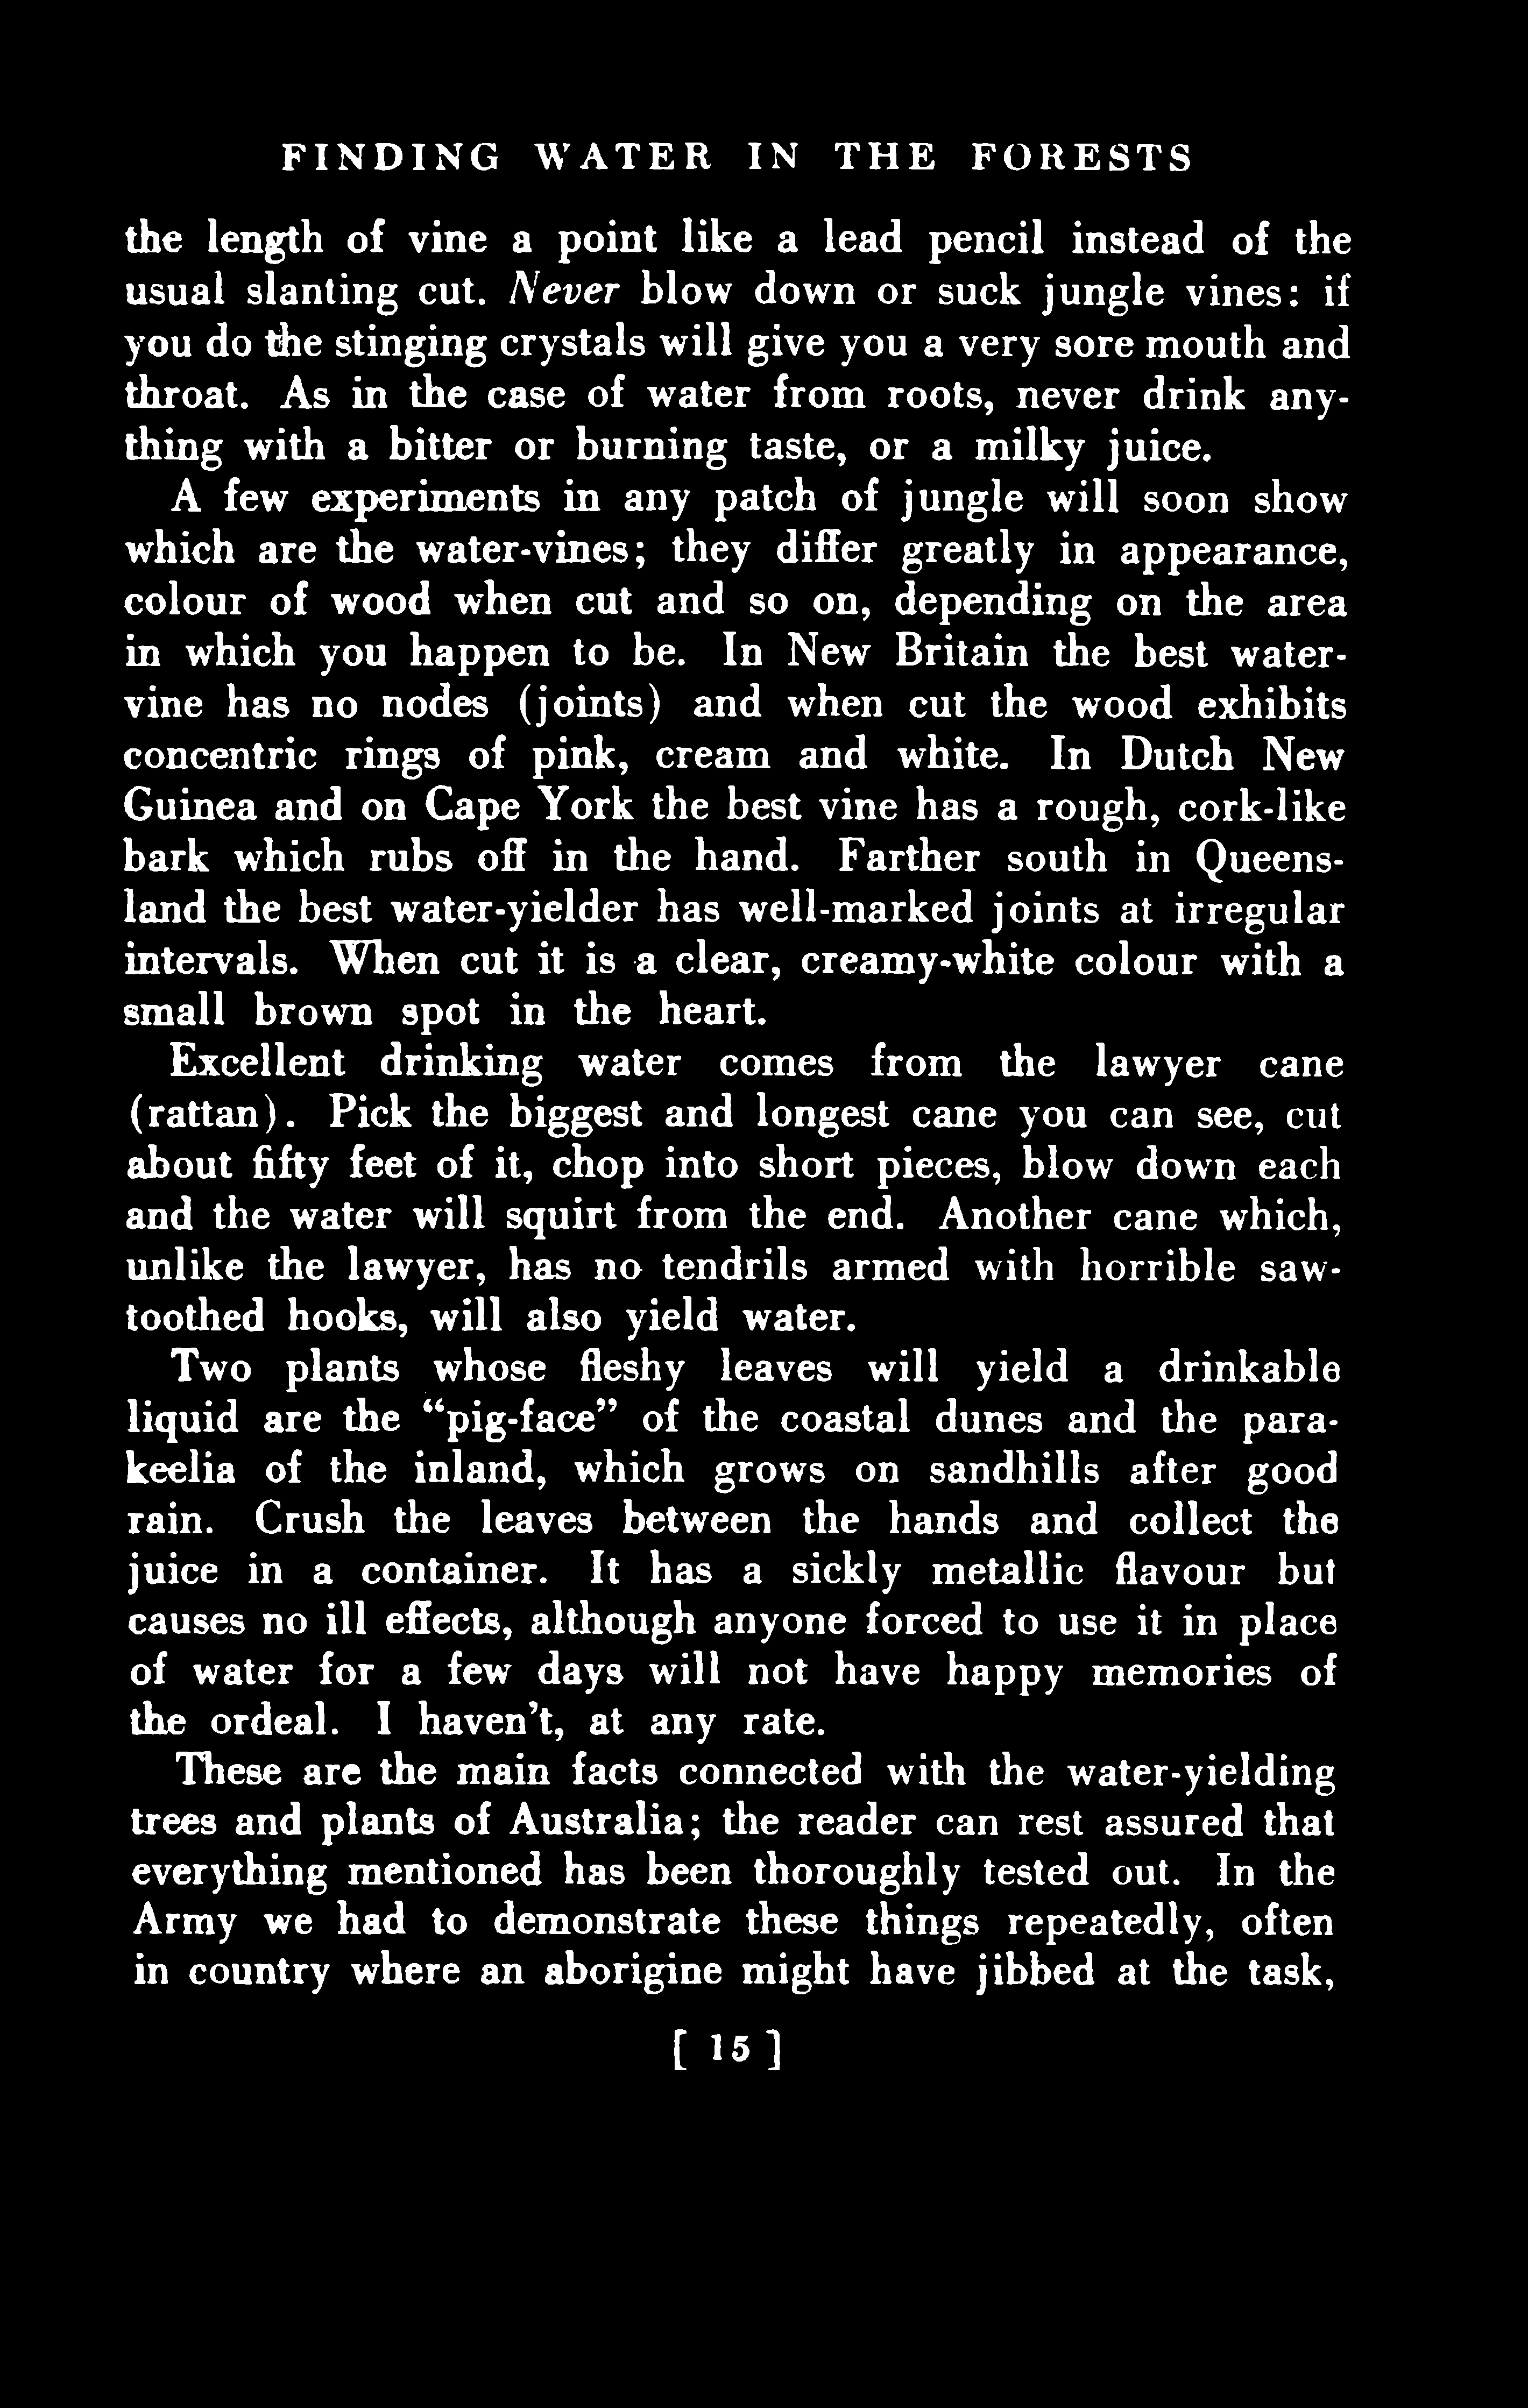 FINDING WATER IN THE FORESTS
the length of vine a point like a lead pencil instead of the
usual slanting cut. Never blow down or suck jungle vines: if
you do the stinging crystals will give you a very sore mouth and
throat. As in the case of water from roots, never drink any-
thing with a bitter or burning taste, or a milky juice.
A few experiments in any patch of jungle will soon show
which are the water-vines; they differ greatly in appearance,
colour of wood when cut and so on, depending on the area
in which you happen to be. In New Britain the best water-
vine has no nodes (joints) and when cut the wood exhibits
concentric rings of pink, cream and white. In Dutch New
Guinea and on Cape York the best vine has a rough, cork-like
bark which rubs off in the hand. Farther south in Queens-
land the best water-yielder has well-marked joints at irregular
intervals. When cut it is a clear, creamy-white colour with a
small brown spot in the heart.
Excellent drinking water comes from the lawyer cane
(rattan). Pick the biggest and longest cane you can see, cut
about fifty feet of it, chop into short pieces, blow down each
and the water will squirt from the end. Another cane which,
unlike the lawyer, has no tendrils armed with horrible saw-
toothed hooks, will also yield water.
Two plants whose fleshy leaves will yield a drinkable
liquid are the “pig-face” of the coastal dunes and the para-
keelia of the inland, which grows on sandhills after good
rain. Crush the leaves between the hands and collect the
juice in a container. It has a sickly metallic flavour but
causes no ill effects, although anyone forced to use it in place
of water for a few days will not have happy memories of
the ordeal. I haven’t, at any rate.
These are the main facts connected with the water-yielding
trees and plants of Australia; the reader can rest assured that
everything mentioned has been thoroughly tested out. In the
Army we had to demonstrate these things repeatedly, often
in country where an aborigine might have jibbed at the task,
[ 15 ]